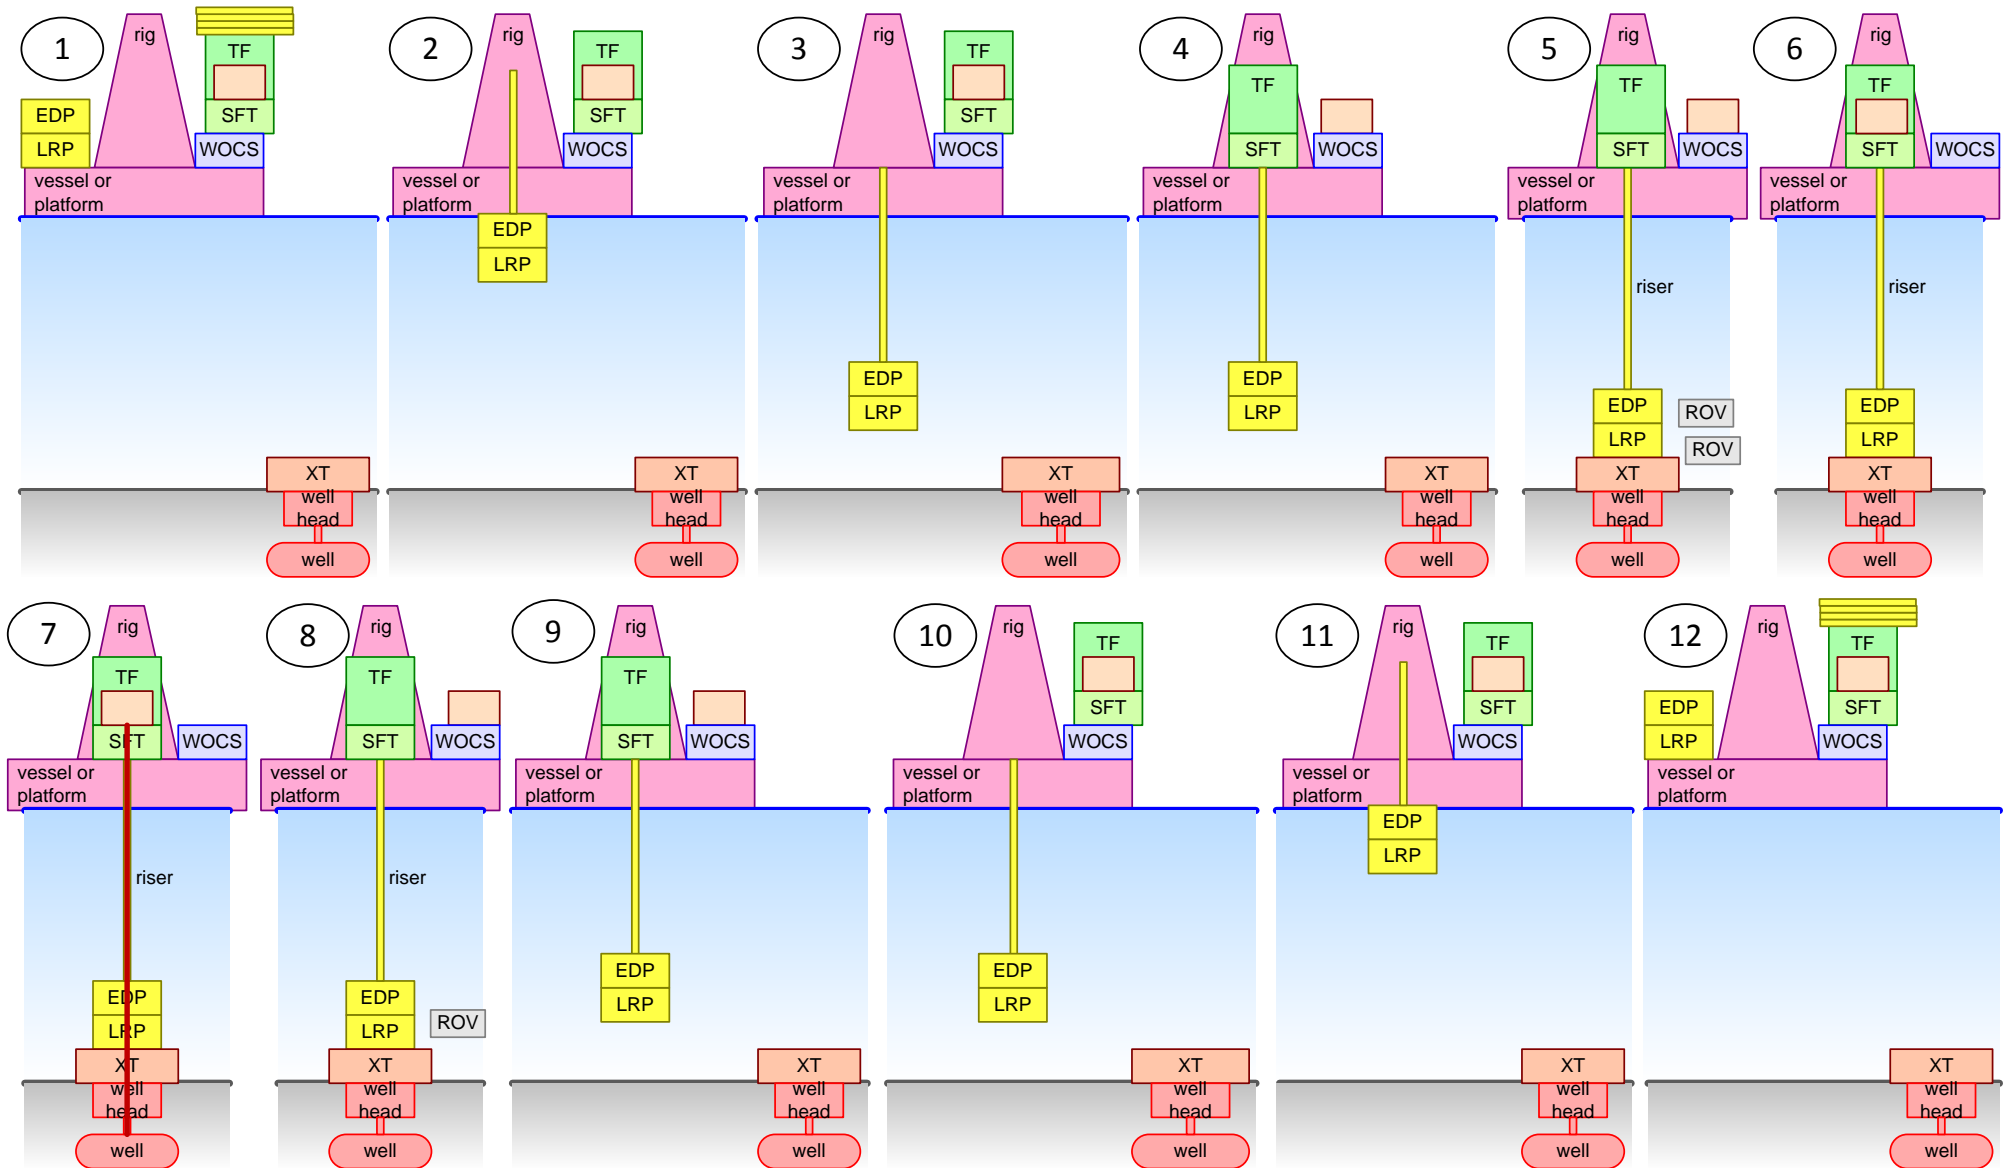 1
rig
TF
SFT
EDP
LRP
WOCS
vessel or
platform
XT
well
head
well
2
rig
TF
SFT
WOCS
vessel or
platform
EDP
LRP
XT
well
head
well
3
rig
TF
SFT
WOCS
vessel or
platform
EDP
LRP
XT
well
head
well
4
rig
TF
SFT
WOCS
vessel or
platform
EDP
LRP
XT
well
head
well
5
rig
TF
SFT
WOCS
vessel or
platform
riser
EDP
LRP
ROV
ROV
XT
well
head
well
6
rig
TF
SFT
WOCS
vessel or
platform
riser
EDP
LRP
XT
well
head
well
7
rig
TF
SFT
WOCS
vessel or
platform
riser
EDP
LRP
XT
well
head
well
8
rig
TF
SFT
WOCS
vessel or
platform
riser
EDP
LRP
ROV
XT
well
head
well
9
rig
TF
SFT
WOCS
vessel or
platform
EDP
LRP
XT
well
head
well
10
rig
TF
SFT
WOCS
vessel or
platform
EDP
LRP
XT
well
head
well
11
rig
TF
SFT
WOCS
vessel or
platform
EDP
LRP
XT
well
head
well
12
rig
TF
SFT
EDP
LRP
WOCS
vessel or
platform
XT
well
head
well